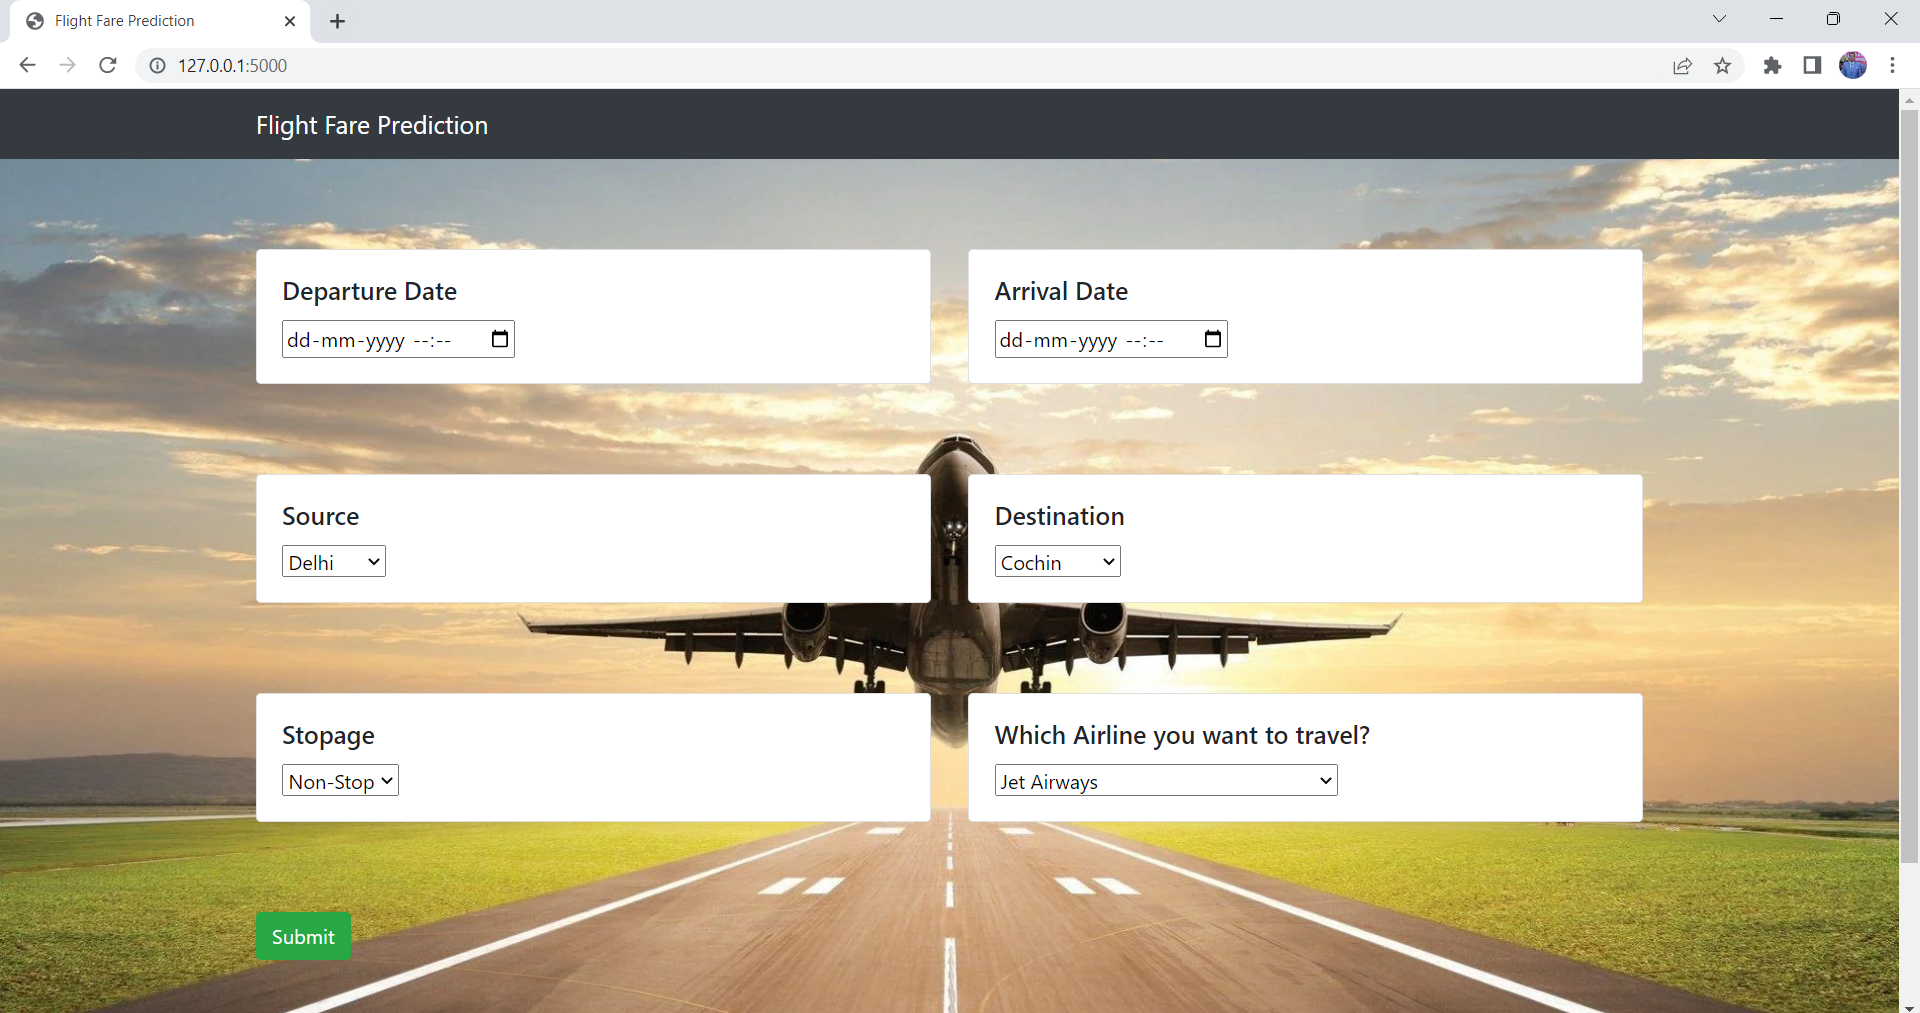 Flight Fare Prediction
127.0.0.1:5000
Flight Fare Prediction
Departure Date
dd-mm-yyyy --:--
Arrival Date
dd-mm-yyyy --:--
Source
Delhi
Destination
Cochin
Stopage
Non-Stop
Which Airline you want to travel?
Jet Airways
Submit